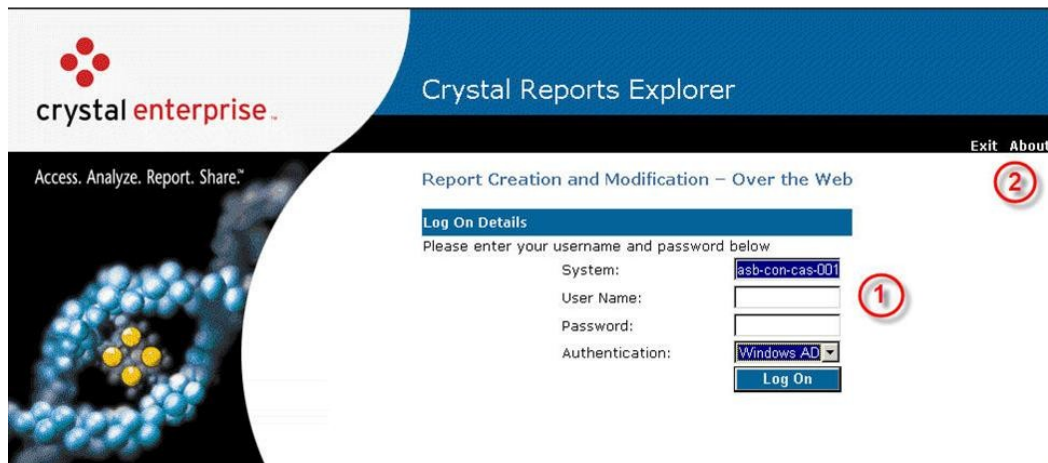 crystal enterprise™
Crystal Reports Explorer
Exit About
Access. Analyze. Report. Share.™
Report Creation and Modification – Over the Web
2
Log On Details
Please enter your username and password below
System: asb-con-cas-001
User Name:
1
Password:
Authentication: Windows AD
Log On